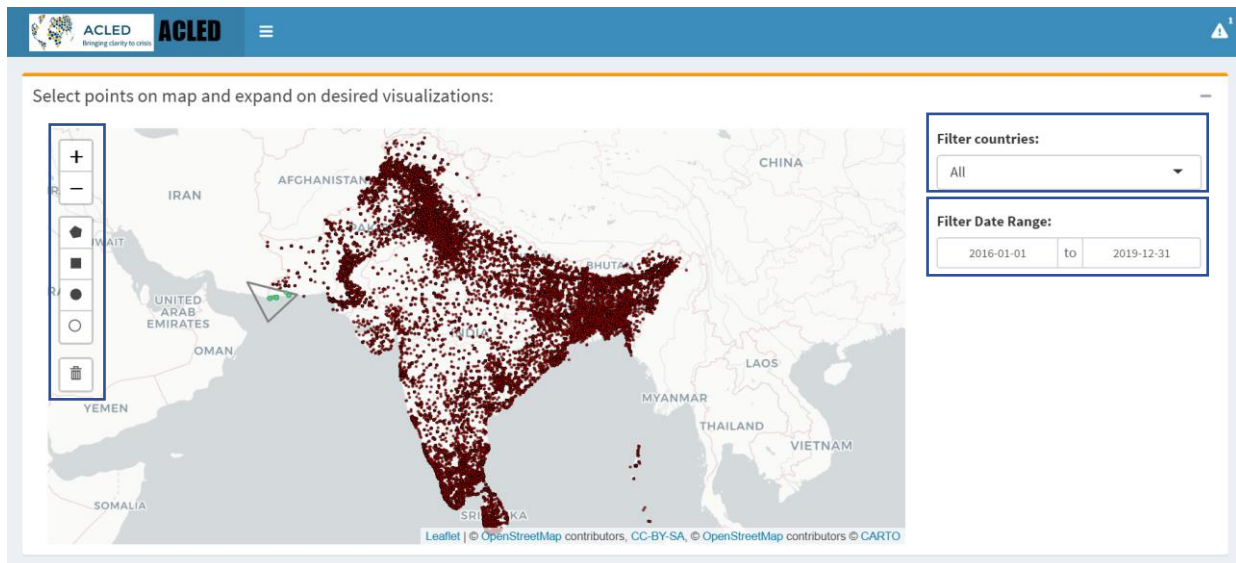 ACLED
Bringing clarity to crisis
ACLED
1
Select points on map and expand on desired visualizations:
+
−
Filter countries:
All
Filter Date Range:
2016-01-01 to 2019-12-31
CHINA
AFGHANISTAN
IRAN
BHUTAN
UNITED
ARAB
EMIRATES
INDIA
OMAN
LAOS
YEMEN
MYANMAR
THAILAND
VIETNAM
SOMALIA
Leaflet | © OpenStreetMap contributors, CC-BY-SA, © OpenStreetMap contributors © CARTO